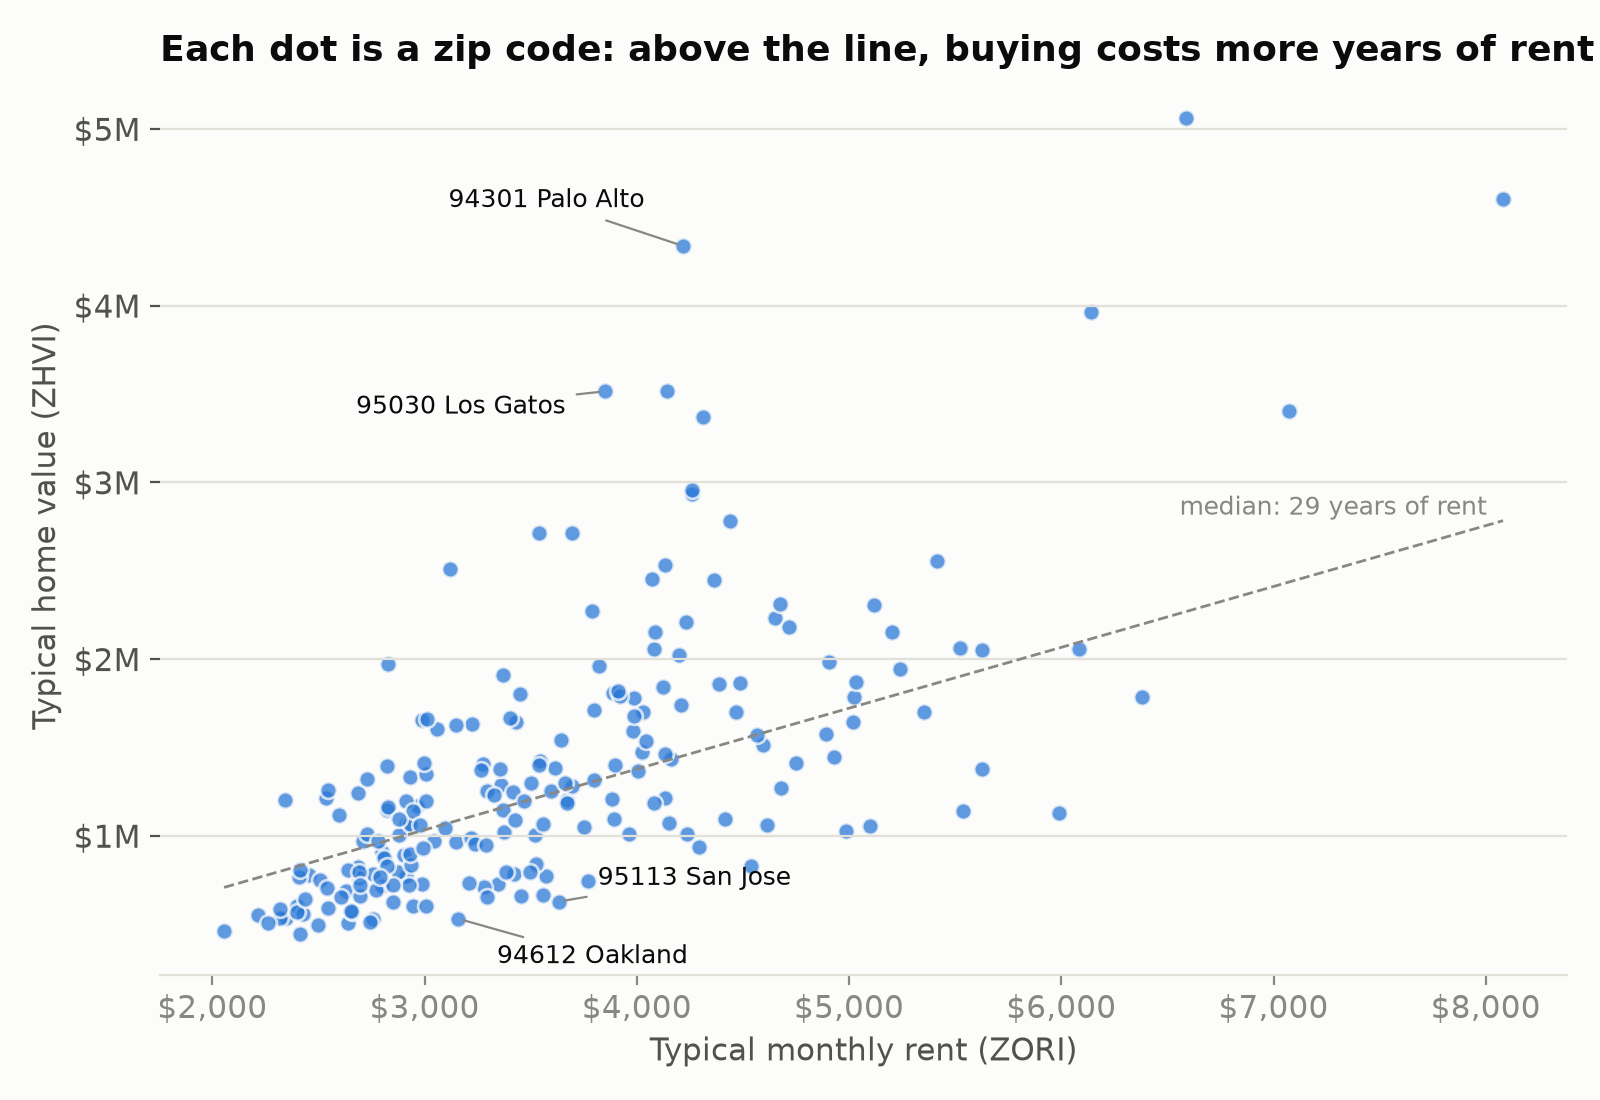 Each dot is a zip code: above the line, buying costs more years of rent
$5M
94301 Palo Alto
$4M
95030 Los Gatos
$3M
median: 29 years of rent
$2M
$1M
95113 San Jose
94612 Oakland
Typical home value (ZHVI)
$2,000 $3,000 $4,000 $5,000 $6,000 $7,000 $8,000
Typical monthly rent (ZORI)